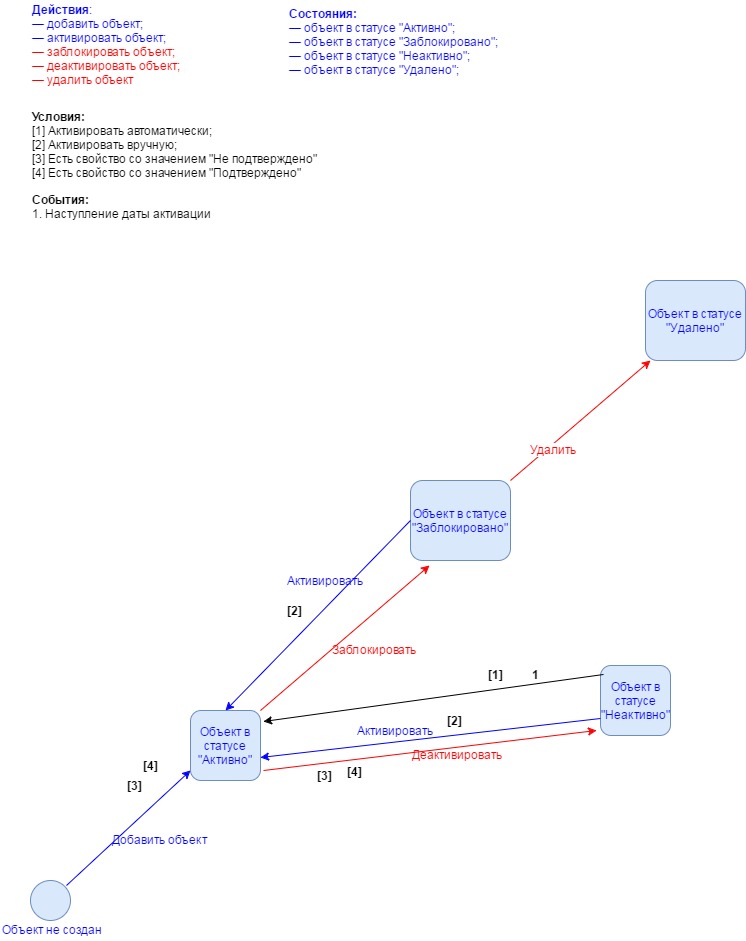 Действия:
— добавить объект;
— активировать объект;
— заблокировать объект;
— деактивировать объект;
— удалить объект
Состояния:
— объект в статусе "Активно";
— объект в статусе "Заблокировано";
— объект в статусе "Неактивно";
— объект в статусе "Удалено";
Условия:
[1] Активировать автоматически;
[2] Активировать вручную;
[3] Есть свойство со значением "Не подтверждено"
[4] Есть свойство со значением "Подтверждено"
События:
1. Наступление даты активации
Объект в статусе
"Удалено"
Удалить
Объект в статусе
"Заблокировано"
Активировать
[2]
Заблокировать
[1]
1
Объект в
статусе
"Неактивно"
Активировать
[2]
Объект в
статусе
"Активно"
Деактивировать
[3]
[4]
[4]
[3]
Добавить объект
Объект не создан